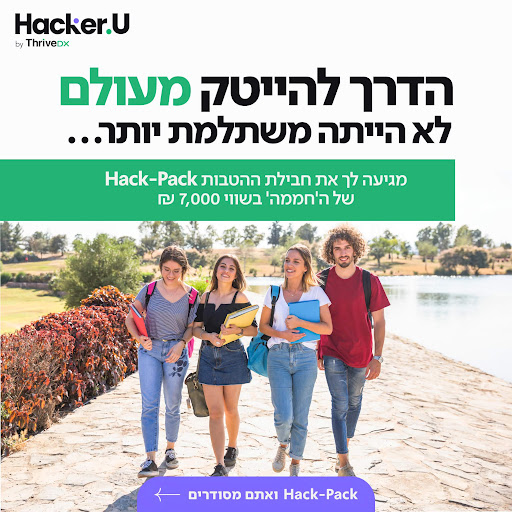 Hacker.U
by ThriveDX
הדרך להייטק מעולם
לא הייתה משתלמת יותר...
מגיעה לך את חבילת ההטבות Hack-Pack
של ה'חממה' בשווי 7,000 ₪
Hack-Pack ואתם מסודרים